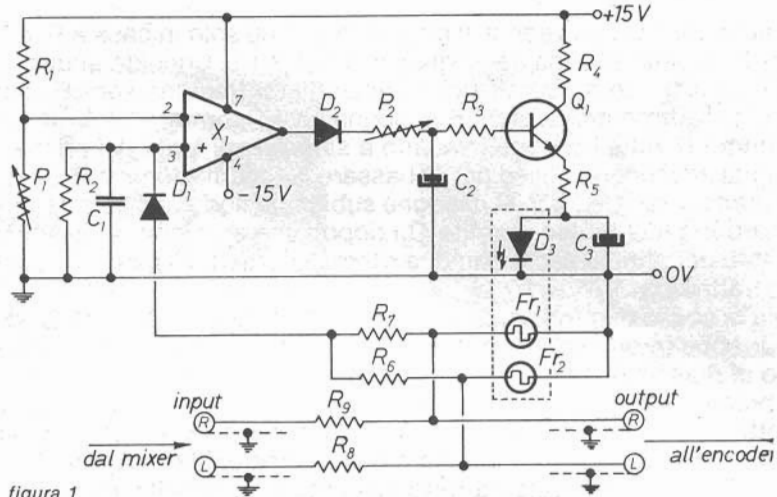 +15V
R1
R4
Q1
2
7
D2
P2
R3
X1
3
+
4
-15V
D1
P1
R2
C1
C2
R5
D3
C3
0V
R7
Fr1
R6
Fr2
input
output
R
R9
R
dal mixer
all'encoder
L
R8
L
figura 1